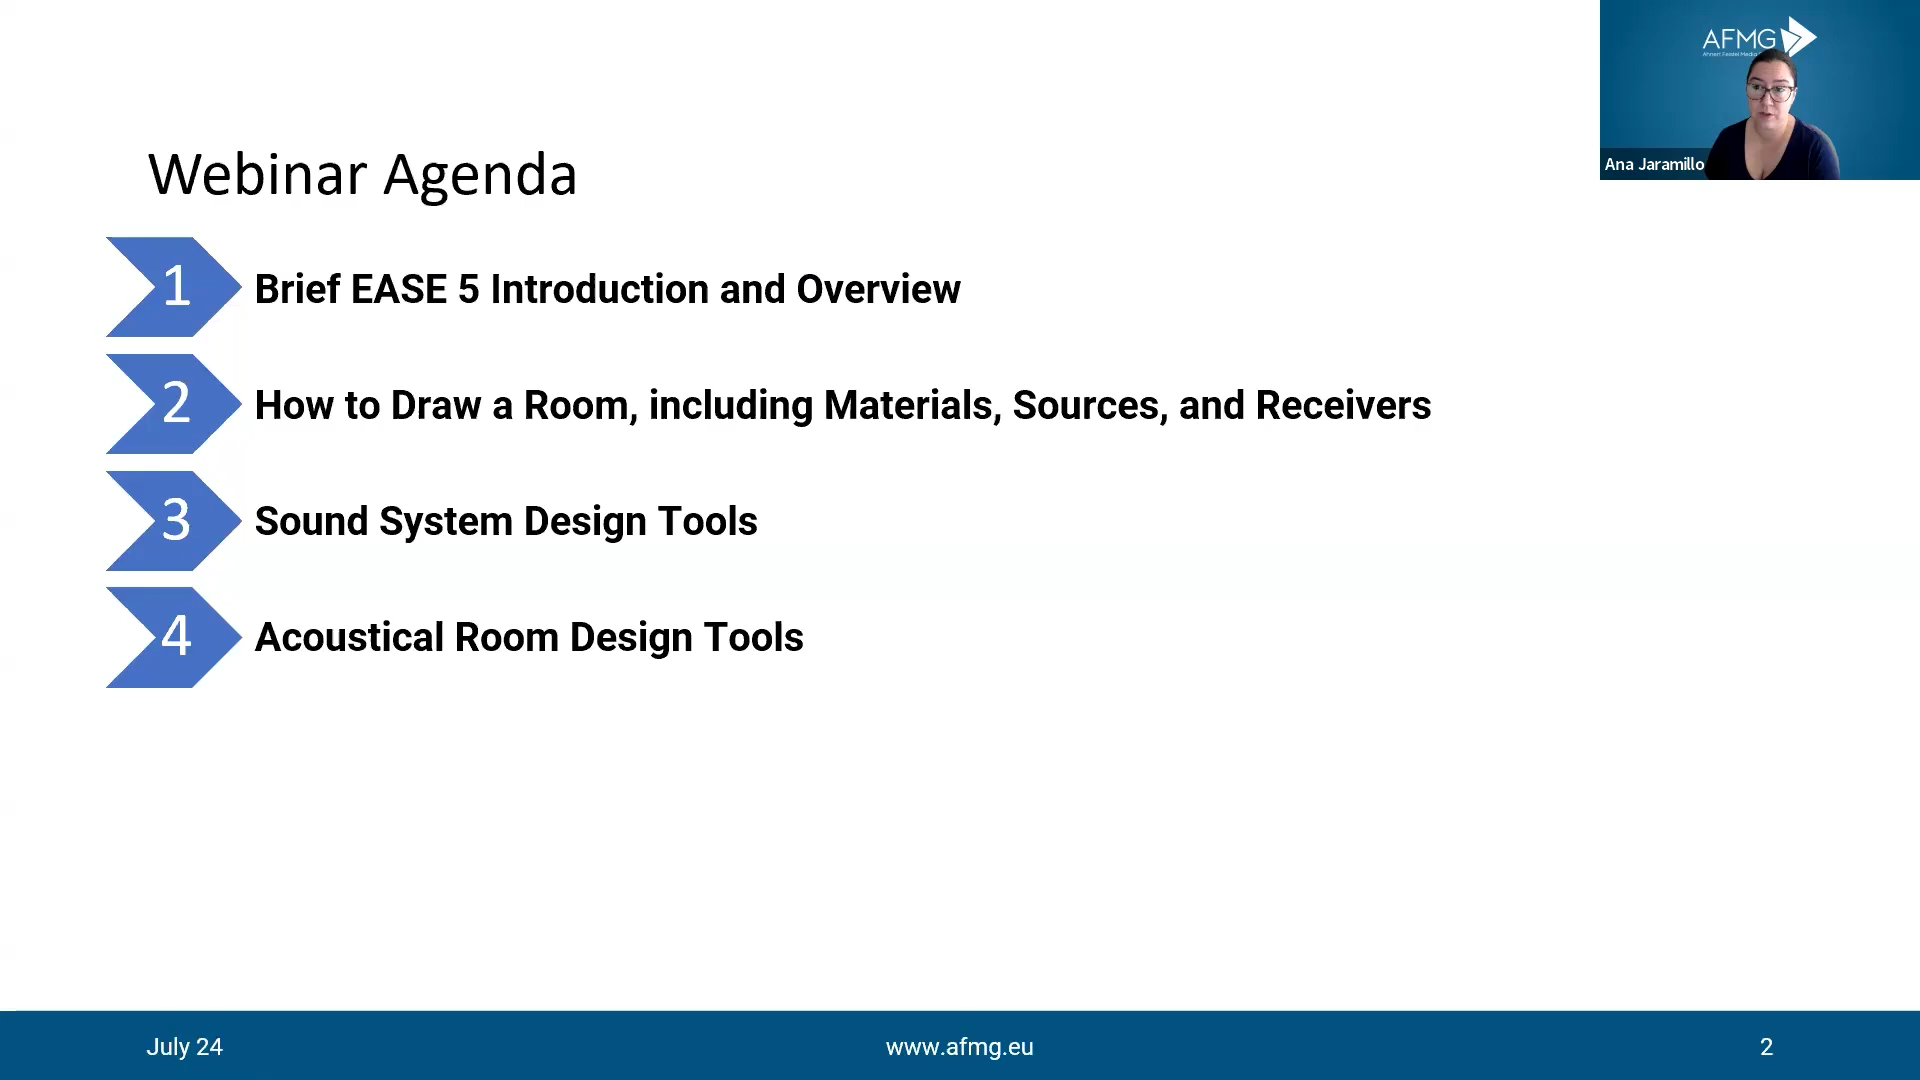 AFMG
Ana Jaramillo
Webinar Agenda
1
Brief EASE 5 Introduction and Overview
2
How to Draw a Room, including Materials, Sources, and Receivers
3
Sound System Design Tools
4
Acoustical Room Design Tools
July 24
www.afmg.eu
2